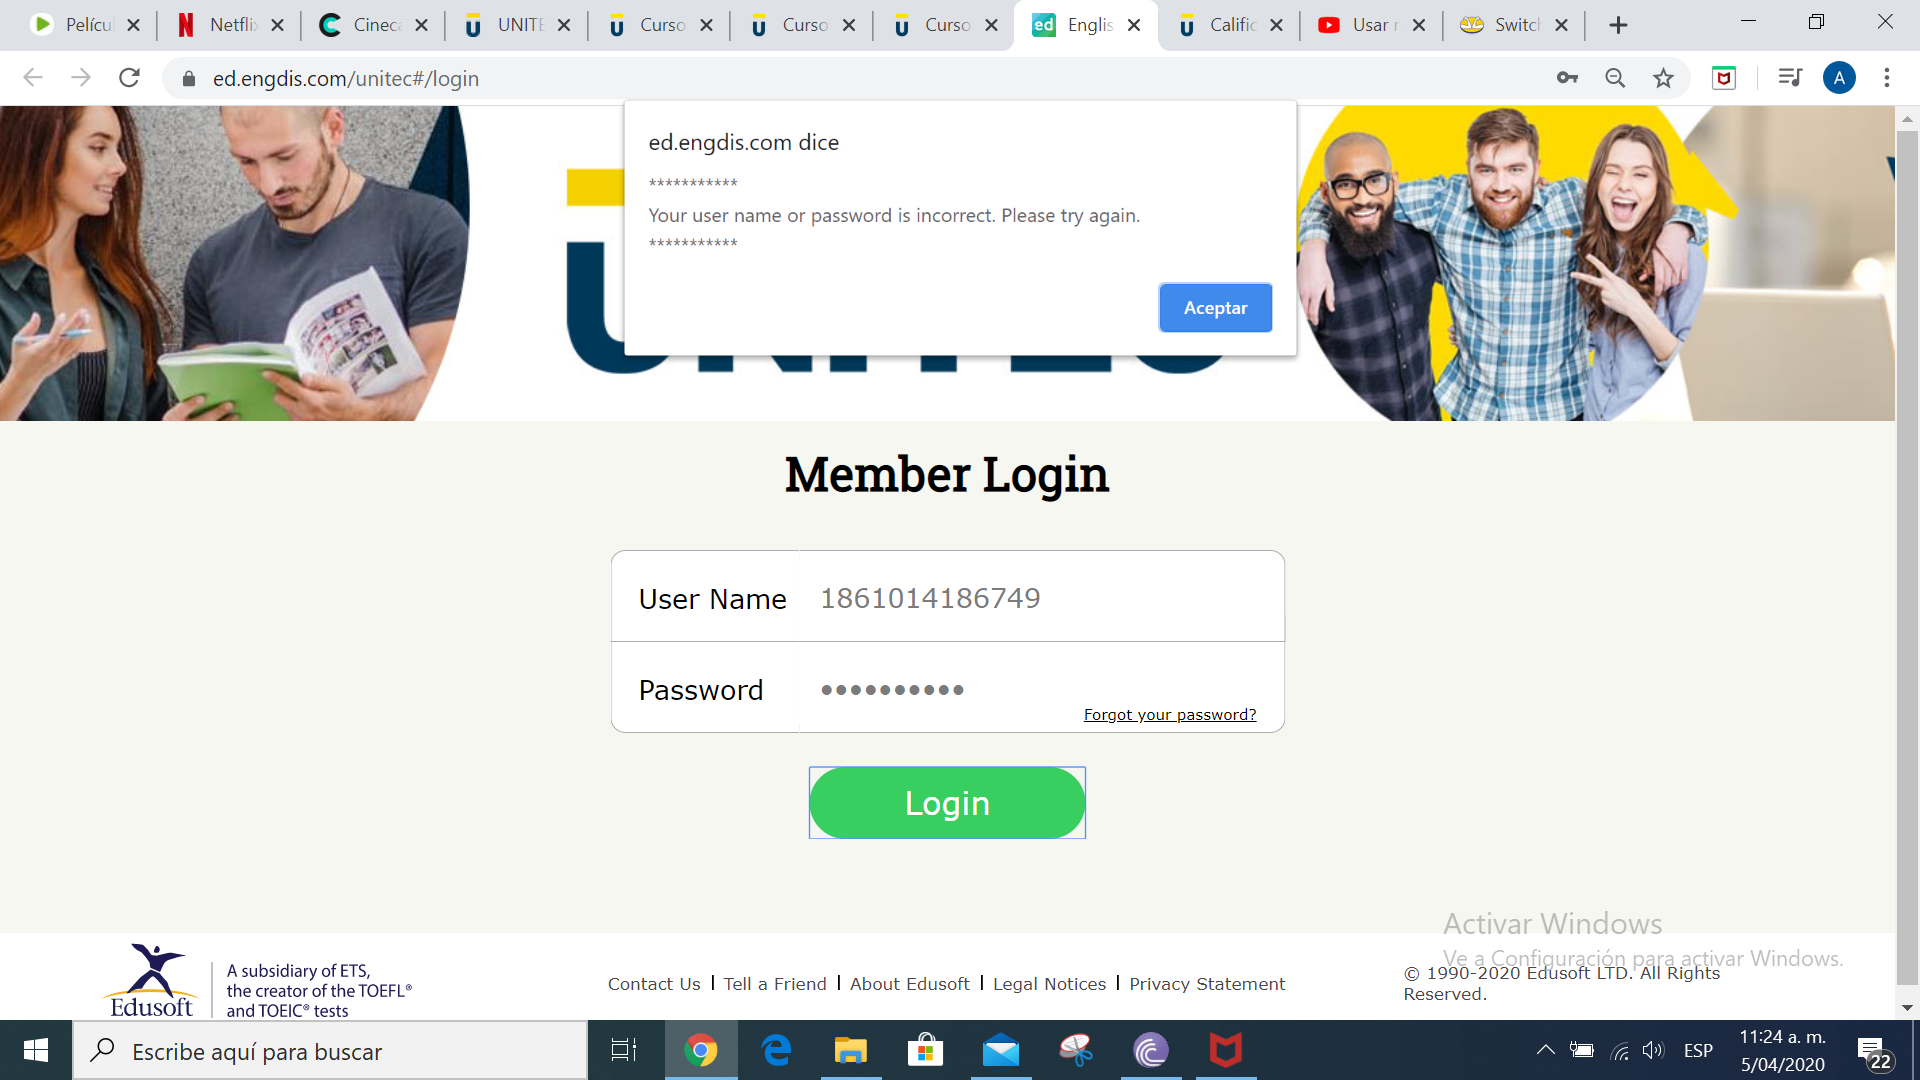 Películ
Netflix
Cineca
UNITE
Curso
Curso
Curso
Englis
Calific
Usar
Switch
ed.engdis.com/unitec#/login
A
ed.engdis.com dice
***********
Your user name or password is incorrect. Please try again.
***********
Aceptar
Member Login
User Name 1861014186749
Password ••••••••••
Forgot your password?
Login
Activar Windows
Ve a Configuración para activar Windows.
Edusoft
A subsidiary of ETS,
the creator of the TOEFL®
and TOEIC® tests
Contact Us | Tell a Friend | About Edusoft | Legal Notices | Privacy Statement
© 1990-2020 Edusoft LTD. All Rights
Reserved.
Escribe aquí para buscar
ESP
11:24 a. m.
5/04/2020
22